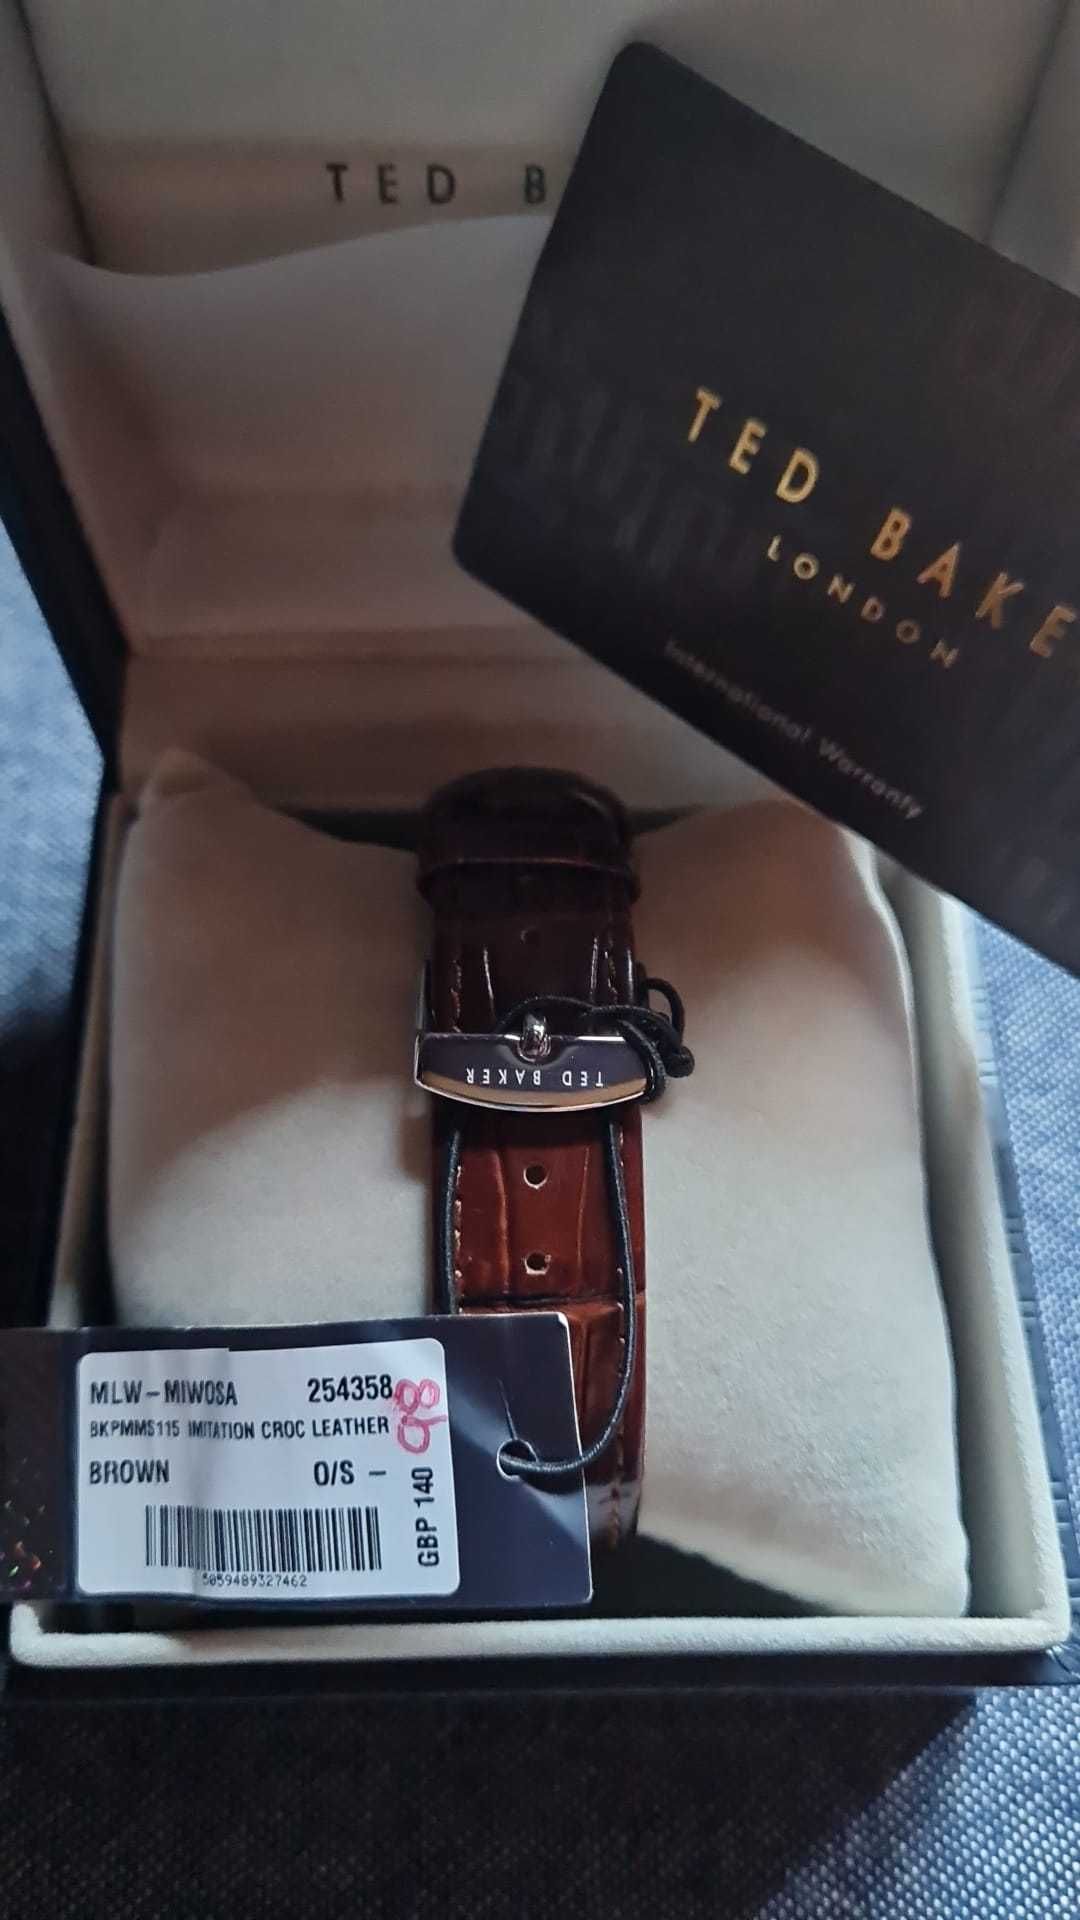 TED B
TED BAKE
LONDON
International Warranty
TED BAKER
MLW-MIWOSA 254358
98
BKPMMS115 IMITATION CROC LEATHER
BROWN O/S -
GBP 140
5059489327462